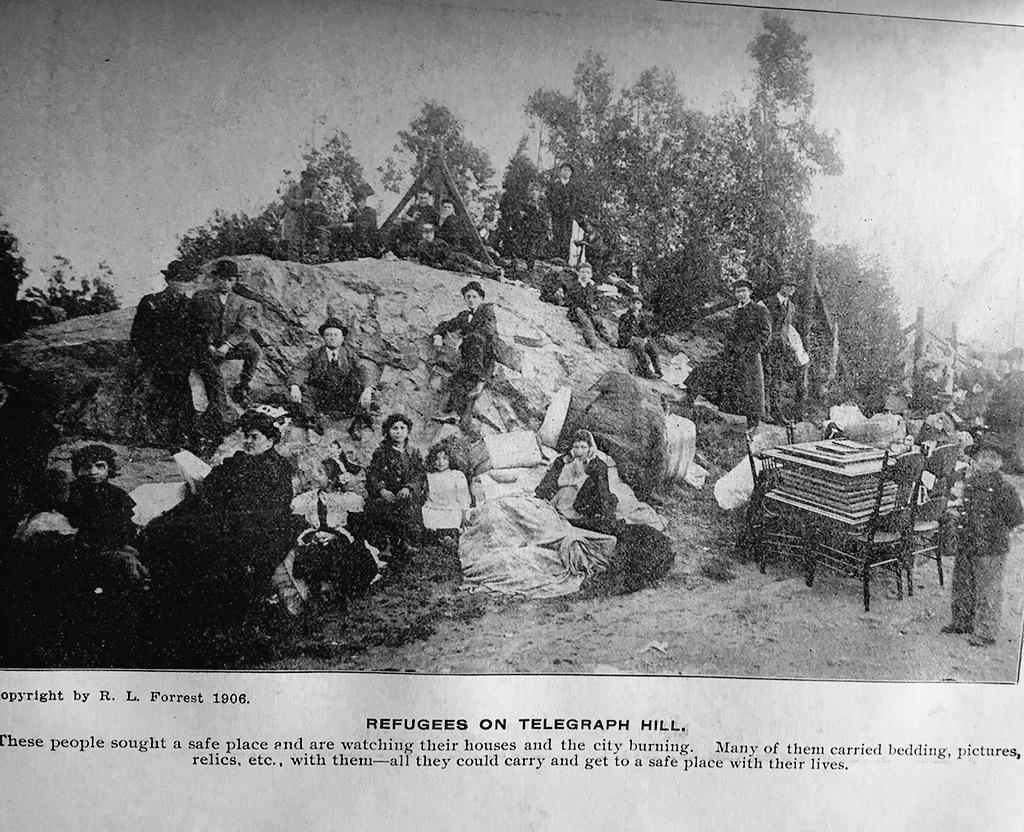 opyright by R. L. Forrest 1906.
REFUGEES ON TELEGRAPH HILL.
These people sought a safe place and are watching their houses and the city burning. Many of them carried bedding, pictures,
relics, etc., with them—all they could carry and get to a safe place with their lives.